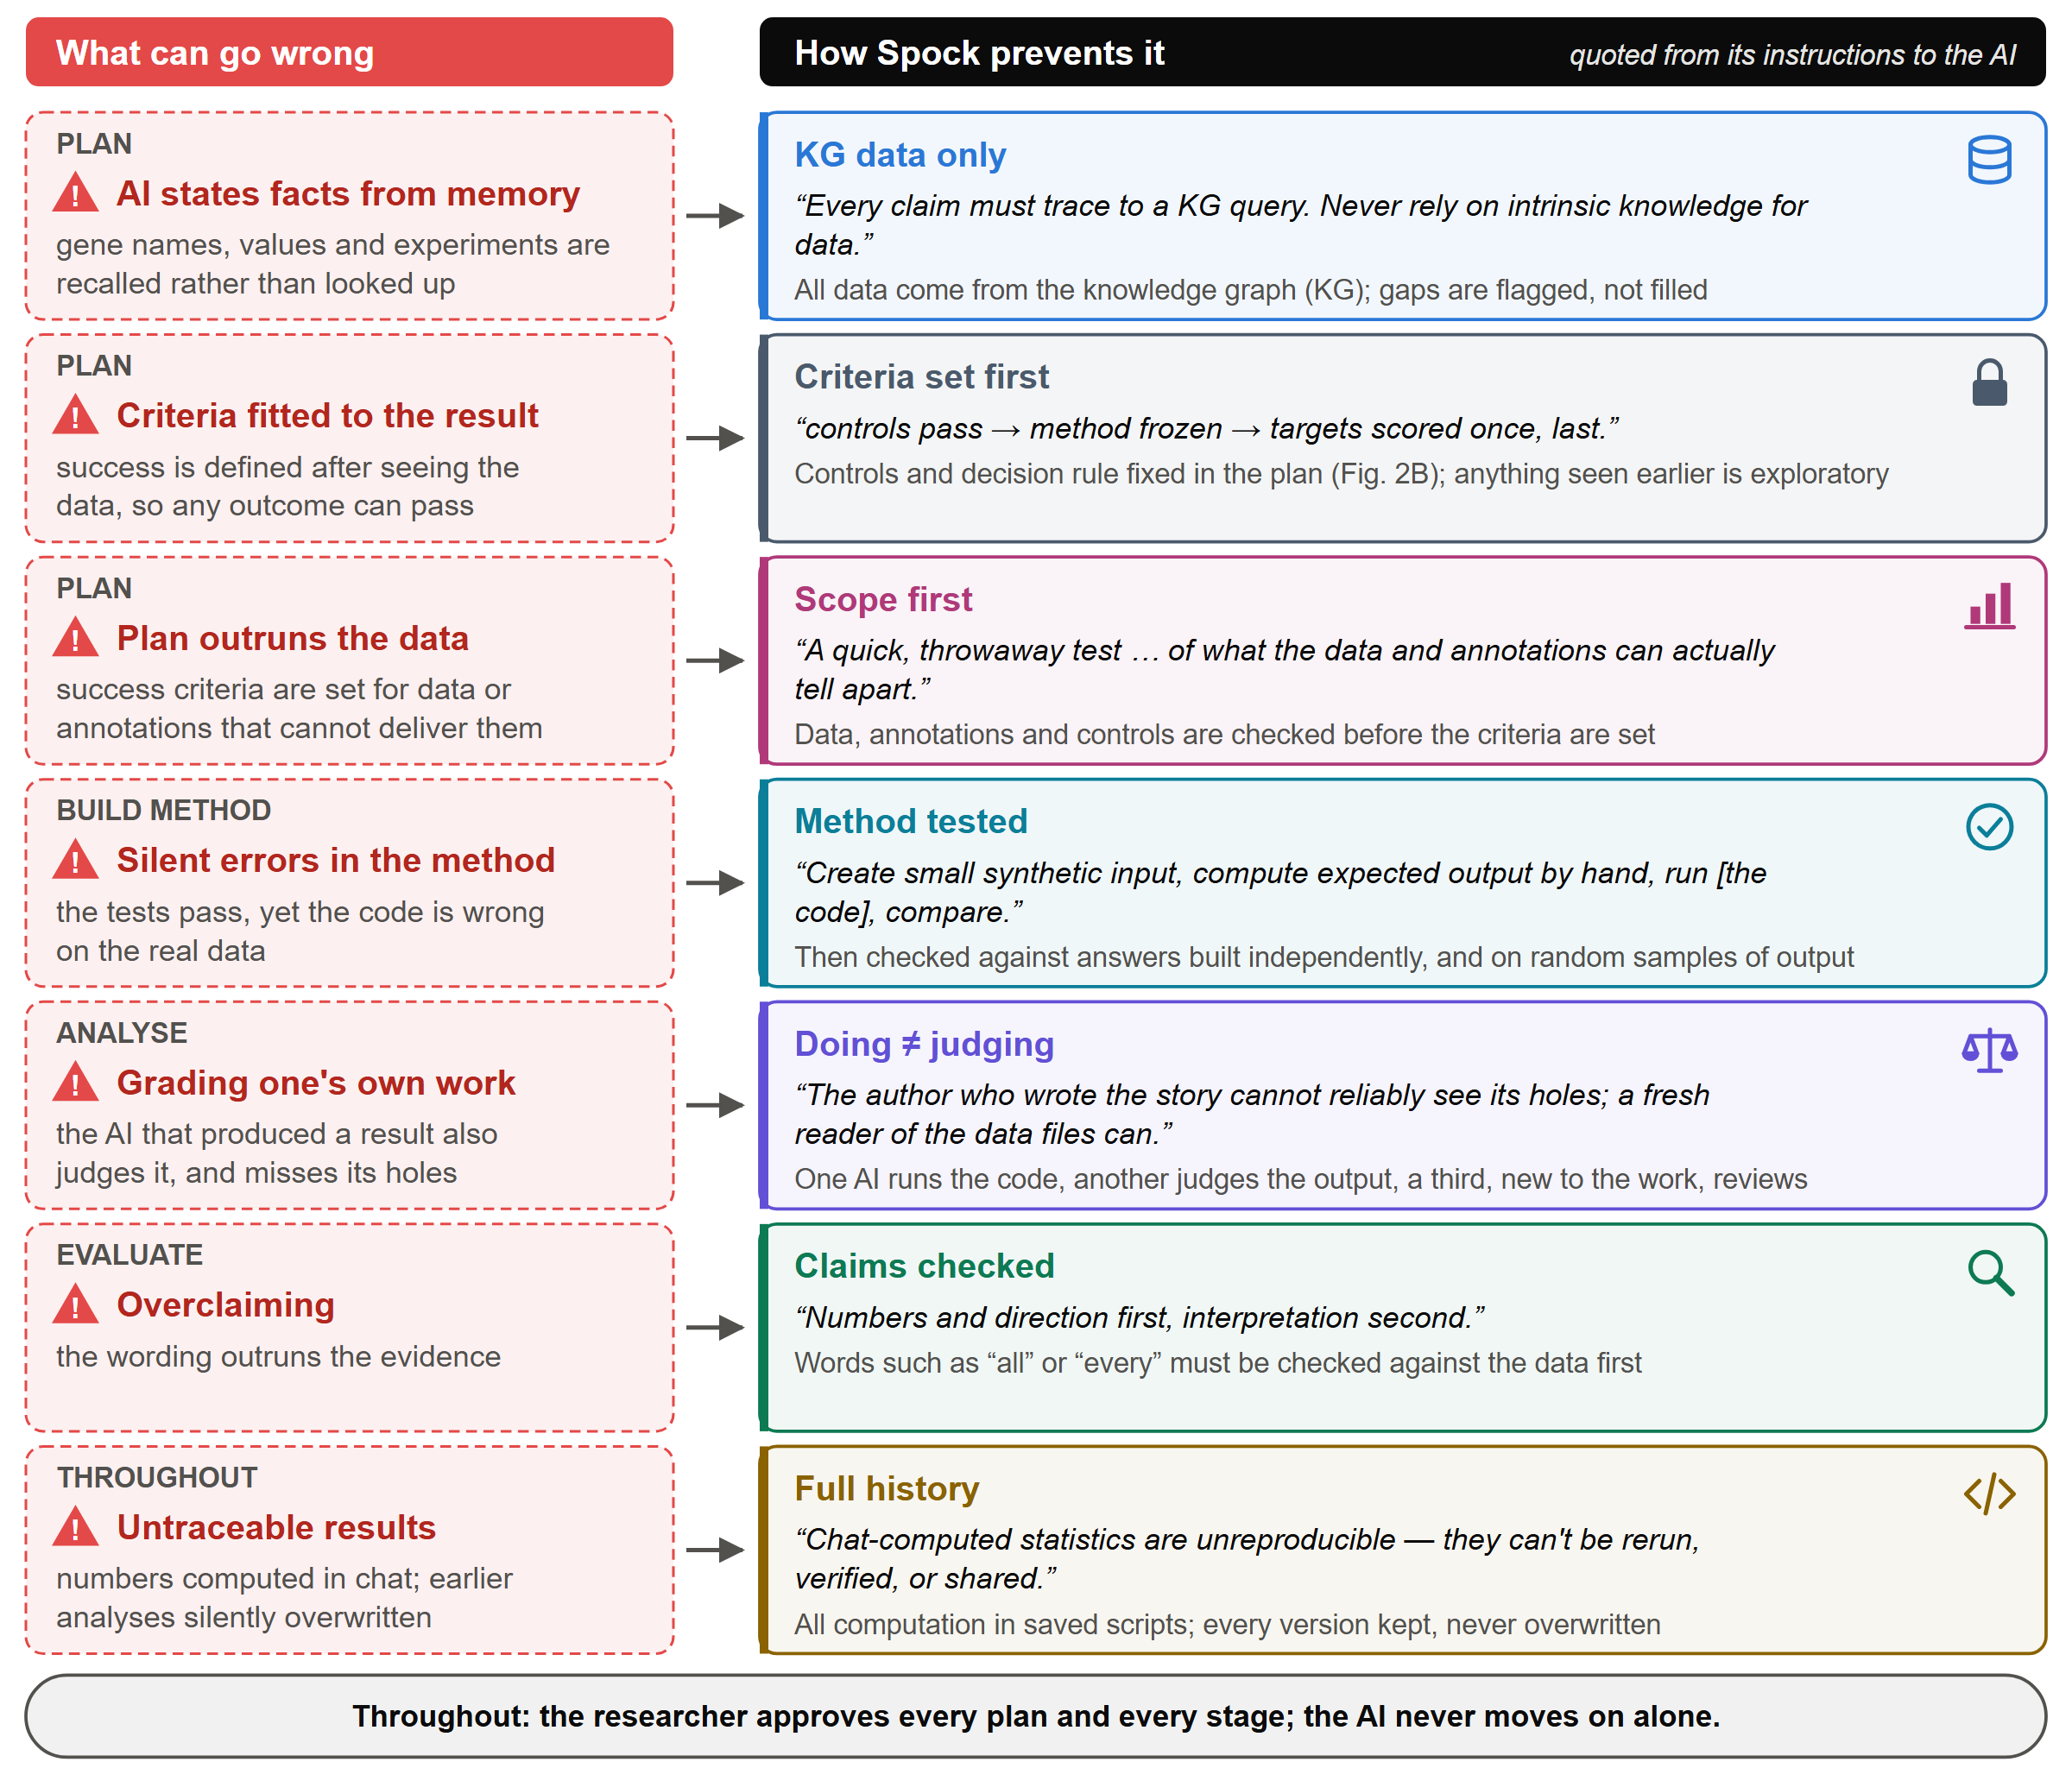 What can go wrong
How Spock prevents it
quoted from its instructions to the AI
PLAN
AI states facts from memory
gene names, values and experiments are
recalled rather than looked up
KG data only
“Every claim must trace to a KG query. Never rely on intrinsic knowledge for
data.”
All data come from the knowledge graph (KG); gaps are flagged, not filled
PLAN
Criteria fitted to the result
success is defined after seeing the
data, so any outcome can pass
Criteria set first
“controls pass → method frozen → targets scored once, last.”
Controls and decision rule fixed in the plan (Fig. 2B); anything seen earlier is exploratory
PLAN
Plan outruns the data
success criteria are set for data or
annotations that cannot deliver them
Scope first
“A quick, throwaway test … of what the data and annotations can actually
tell apart.”
Data, annotations and controls are checked before the criteria are set
BUILD METHOD
Silent errors in the method
the tests pass, yet the code is wrong
on the real data
Method tested
“Create small synthetic input, compute expected output by hand, run [the
code], compare.”
Then checked against answers built independently, and on random samples of output
ANALYSE
Grading one's own work
the AI that produced a result also
judges it, and misses its holes
Doing ≠ judging
“The author who wrote the story cannot reliably see its holes; a fresh
reader of the data files can.”
One AI runs the code, another judges the output, a third, new to the work, reviews
EVALUATE
Overclaiming
the wording outruns the evidence
Claims checked
“Numbers and direction first, interpretation second.”
Words such as “all” or “every” must be checked against the data first
THROUGHOUT
Untraceable results
numbers computed in chat; earlier
analyses silently overwritten
Full history
“Chat-computed statistics are unreproducible — they can't be rerun,
verified, or shared.”
All computation in saved scripts; every version kept, never overwritten
Throughout: the researcher approves every plan and every stage; the AI never moves on alone.